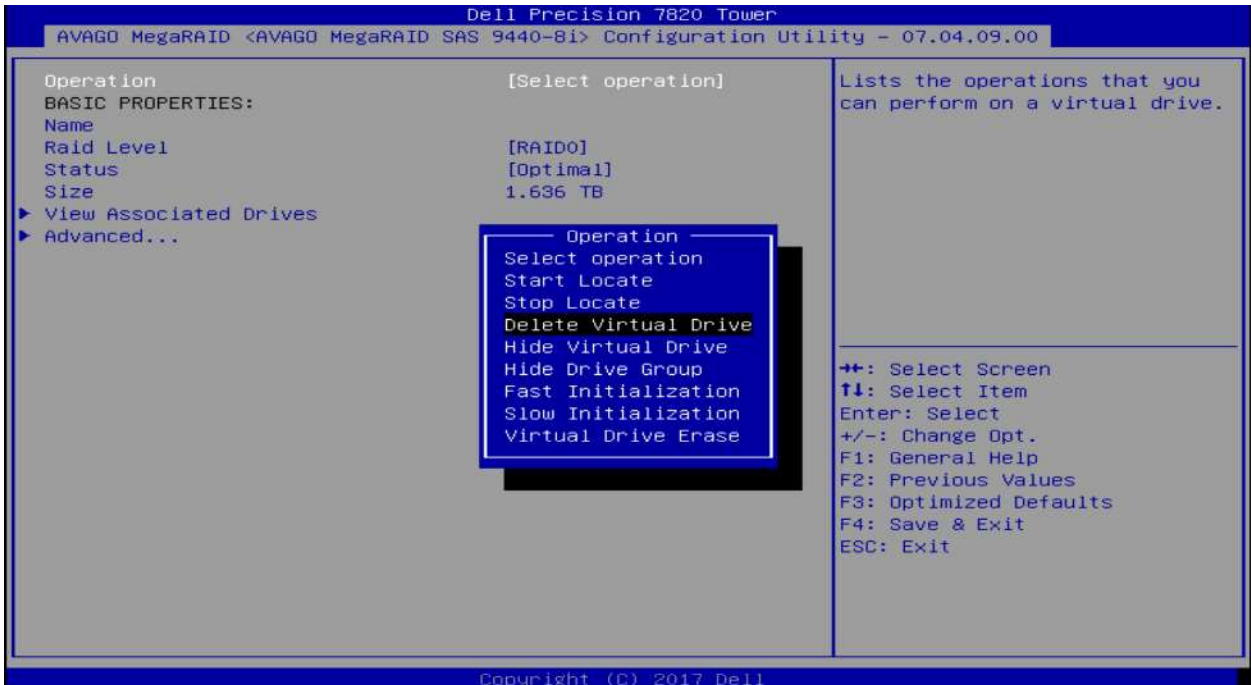 Dell Precision 7820 Tower
AVAGO MegaRAID <AVAGO MegaRAID SAS 9440-8i> Configuration Utility – 07.04.09.00
Operation [Select operation]
BASIC PROPERTIES:
Name
Raid Level [RAID0]
Status [Optimal]
Size 1.636 TB
▶ View Associated Drives
▶ Advanced...
Operation
Select operation
Start Locate
Stop Locate
Delete Virtual Drive
Hide Virtual Drive
Hide Drive Group
Fast Initialization
Slow Initialization
Virtual Drive Erase
Lists the operations that you
can perform on a virtual drive.
→←: Select Screen
↑↓: Select Item
Enter: Select
+/-: Change Opt.
F1: General Help
F2: Previous Values
F3: Optimized Defaults
F4: Save & Exit
ESC: Exit
Copyright (C) 2017 Dell